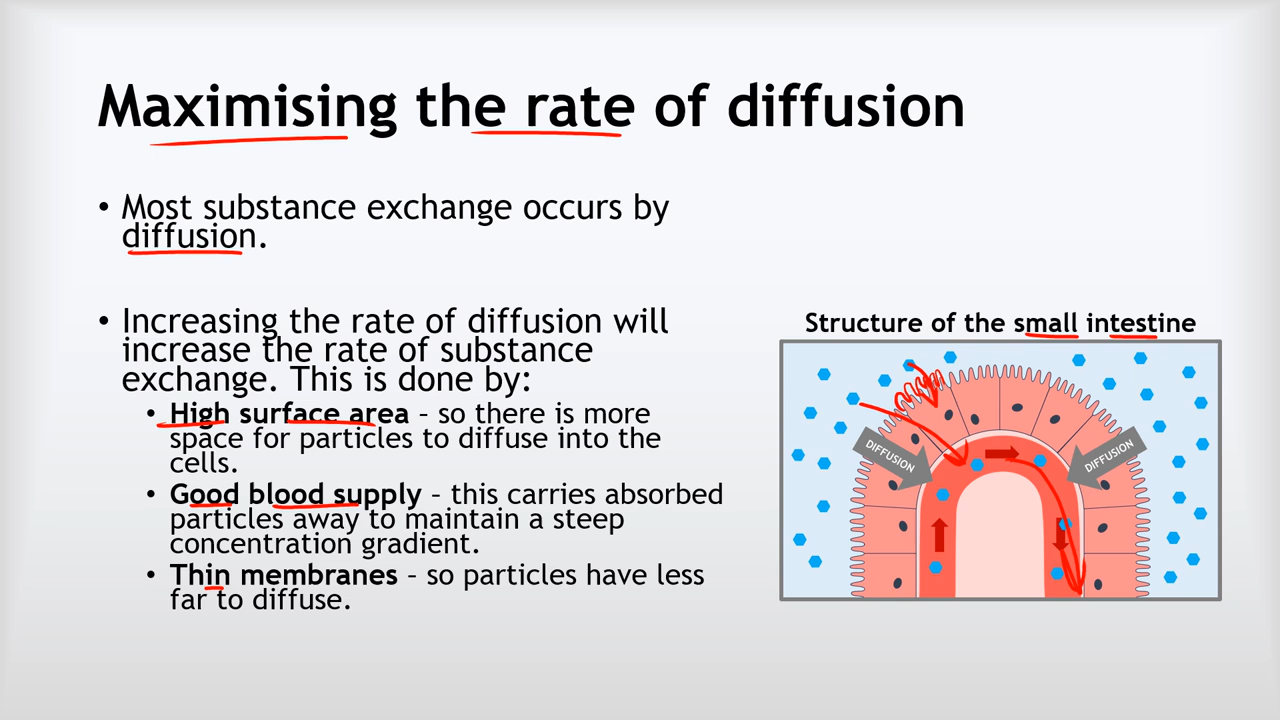 Maximising the rate of diffusion
• Most substance exchange occurs by
diffusion.
• Increasing the rate of diffusion will
increase the rate of substance
exchange. This is done by:
• High surface area – so there is more
space for particles to diffuse into the
cells.
• Good blood supply – this carries absorbed
particles away to maintain a steep
concentration gradient.
• Thin membranes – so particles have less
far to diffuse.
Structure of the small intestine
DIFFUSION
DIFFUSION